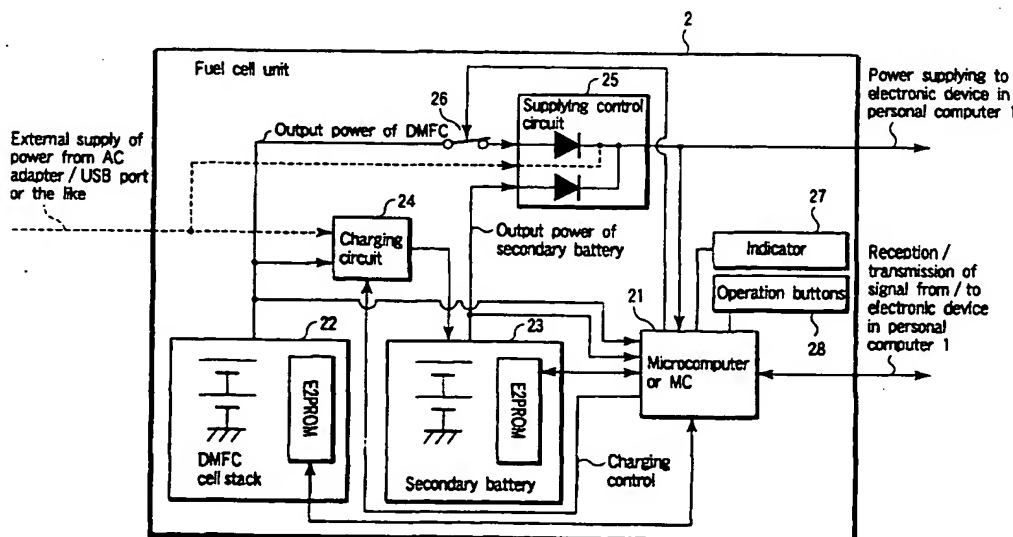 2
Fuel cell unit
25
Supplying control
circuit
26
Output power of DMFC
Power supplying to
electronic device in
personal computer 1
External supply of
power from AC
adapter / USB port
or the like
24
Charging
circuit
Output power of
secondary battery
27
Indicator
Operation buttons
28
Reception /
transmission of
signal from / to
electronic device
in personal
computer 1
21
Microcomputer
or MC
22
E2PROM
DMFC
cell stack
23
E2PROM
Secondary battery
Charging
control